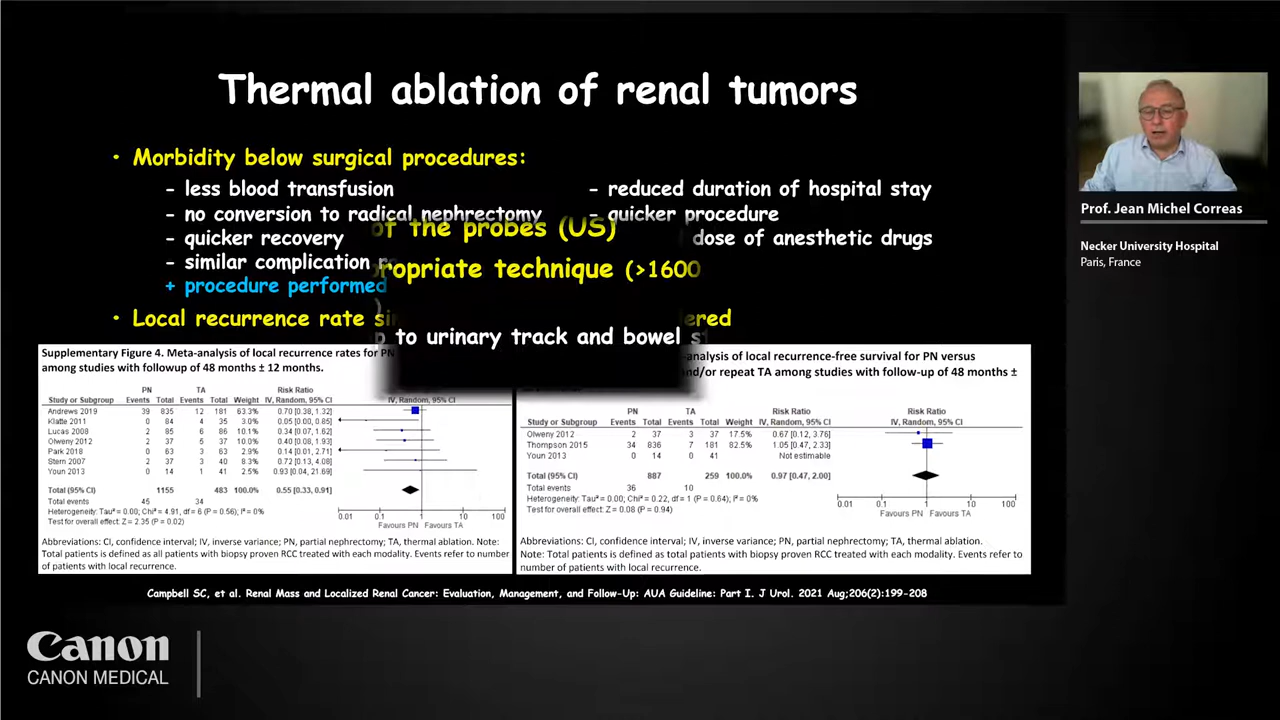 Thermal ablation of renal tumors
• Morbidity below surgical procedures:
- less blood transfusion
- no conversion to radical nephrectomy
- quicker recovery
- similar complication
+ procedure performed
- reduced duration of hospital stay
- quicker procedure
dose of anesthetic drugs
of the probes (US)
technique (>1600
to urinary track and bowel
• Local recurrence rate
Supplementary Figure 4. Meta-analysis of local recurrence rates for PN
among studies with followup of 48 months ± 12 months.
PN TA Risk Ratio
Study or Subgroup Events Total Events Total Weight IV, Random, 95% CI IV, Random, 95% CI
Andrews 2019 39 835 12 181 63.3% 0.70 [0.38, 1.32]
Klatte 2011 0 84 4 35 3.0% 0.05 [0.00, 0.85]
Lucas 2008 2 85 6 86 10.1% 0.34 [0.07, 1.62]
Olweny 2012 2 37 5 37 10.0% 0.40 [0.08, 1.93]
Park 2018 0 63 3 63 2.9% 0.14 [0.01, 2.71]
Stern 2007 2 37 3 40 8.2% 0.72 [0.13, 4.08]
Youn 2013 0 14 1 41 2.5% 0.93 [0.04, 21.69]
Total (95% CI) 1155 483 100.0% 0.55 [0.33, 0.91]
Total events 45 34
Heterogeneity: Tau² = 0.00; Chi² = 4.91, df = 6 (P = 0.56); I² = 0%
Test for overall effect: Z = 2.35 (P = 0.02)
0.01 0.1 1 10 100
Favours PN Favours TA
Abbreviations: CI, confidence interval; IV, inverse variance; PN, partial nephrectomy; TA, thermal ablation. Note:
Total patients is defined as all patients with biopsy proven RCC treated with each modality. Events refer to number
of patients with local recurrence.
-analysis of local recurrence-free survival for PN versus
and/or repeat TA among studies with follow-up of 48 months ±
PN TA Risk Ratio Risk Ratio
Study or Subgroup Events Total Events Total Weight IV, Random, 95% CI IV, Random, 95% CI
Olweny 2012 2 37 3 37 17.5% 0.67 [0.12, 3.76]
Thompson 2015 34 836 7 181 82.5% 1.05 [0.47, 2.33]
Youn 2013 0 14 0 41 Not estimable
Total (95% CI) 887 259 100.0% 0.97 [0.47, 2.00]
Total events 36 10
Heterogeneity: Tau² = 0.00; Chi² = 0.22, df = 1 (P = 0.64); I² = 0%
Test for overall effect: Z = 0.08 (P = 0.94)
0.01 0.1 1 10 100
Favours PN Favours TA
Abbreviations: CI, confidence interval; IV, inverse variance; PN, partial nephrectomy; TA, thermal ablation.
Note: Total patients is defined as total patients with biopsy proven RCC treated with each modality. Events refer to
number of patients with local recurrence.
Campbell SC, et al. Renal Mass and Localized Renal Cancer: Evaluation, Management, and Follow-Up: AUA Guideline: Part I. J Urol. 2021 Aug;206(2):199-208
Prof. Jean Michel Correas
Necker University Hospital
Paris, France
Canon
CANON MEDICAL